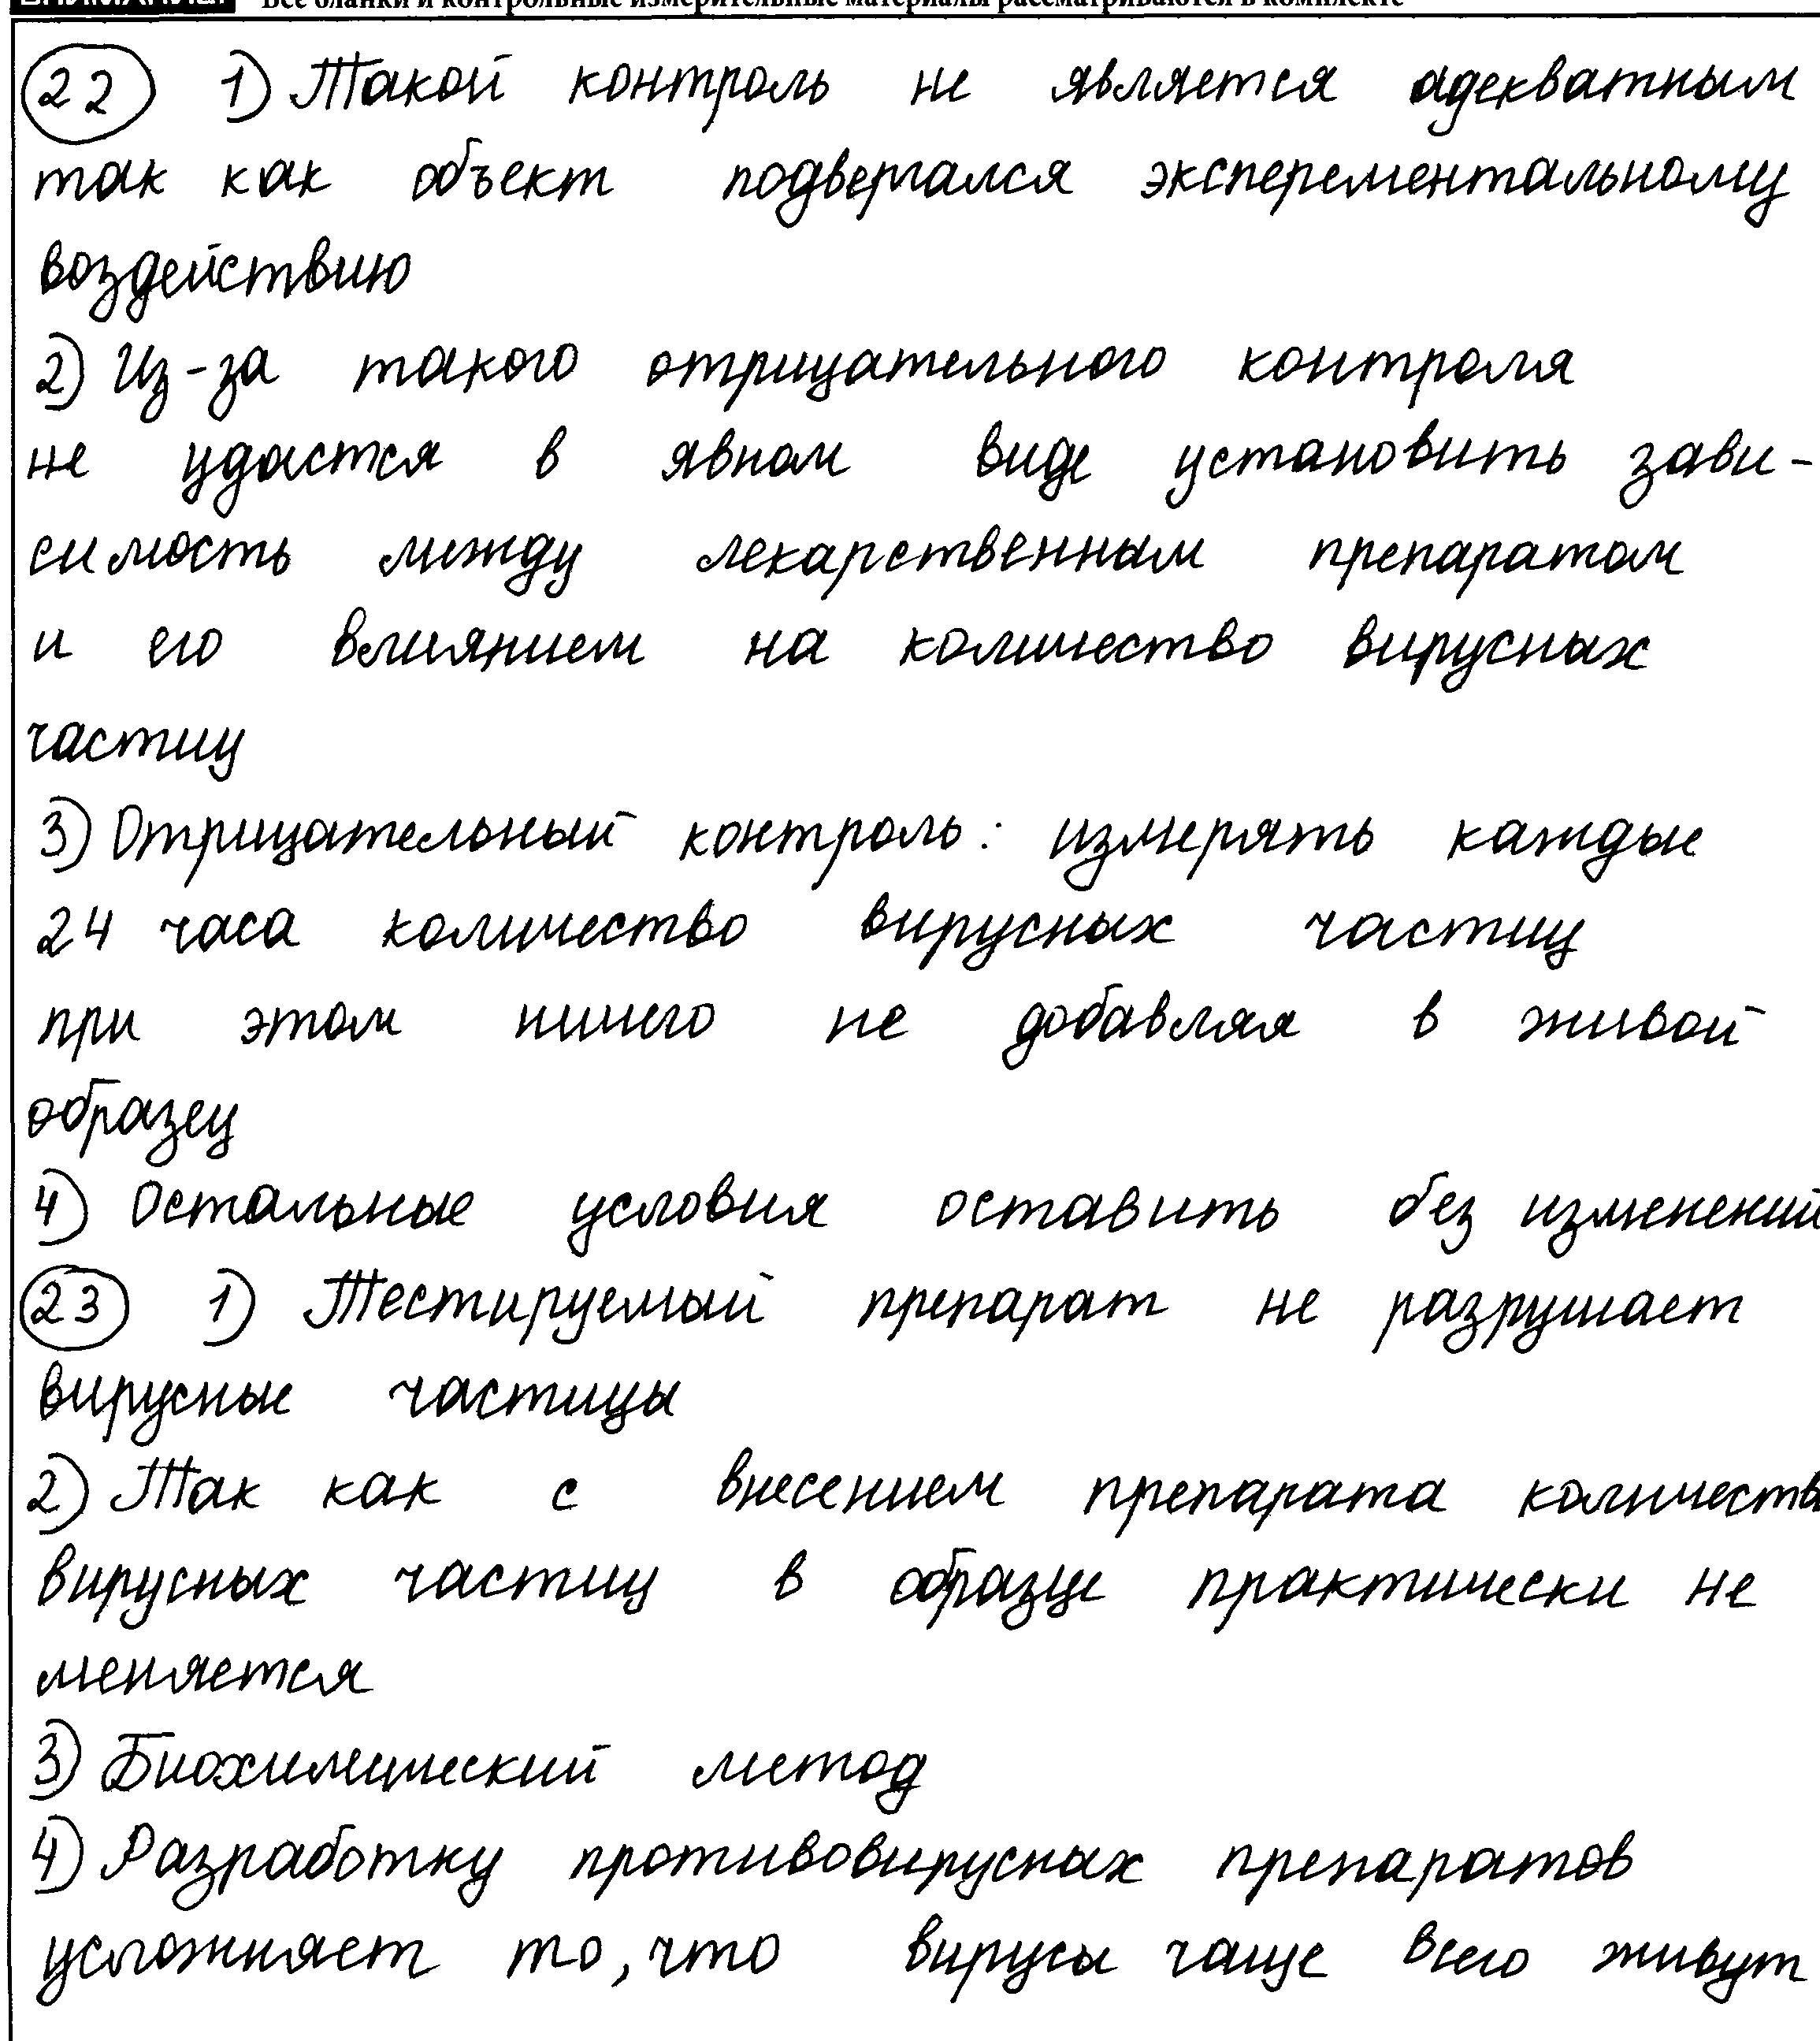 Все бланки и контрольные измерительные материалы рассматриваются в комплекте
22 1) Такой контроль не является адекватным
так как объект подвергался эксперементальному
воздействию
2) Из-за такого отрицательного контроля
не удастся в явном виде установить зави-
симость между лекарственным препаратом
и его влиянием на количество вирусных
частиц
3) Отрицательный контроль: измерять каждые
24 часа количество вирусных частиц
при этом ничего не добавляя в живой
образец
4) Остальные условия оставить без изменений
23 1) Тестируемый препарат не разрушает
вирусные частицы
2) Так как с внесением препарата количеств
вирусных частиц в образце практически не
меняется
3) Биохимический метод
4) Разработку противовирусных препаратов
усложняет то, что вирусы чаще всего живут